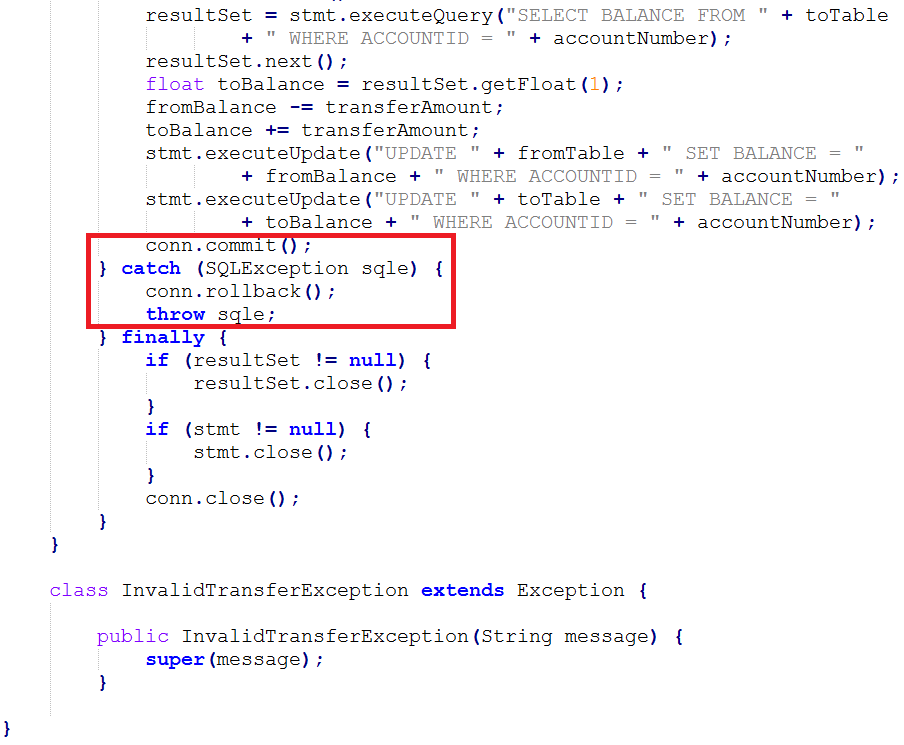 resultSet = stmt.executeQuery("SELECT BALANCE FROM " + toTable
+ " WHERE ACCOUNTID = " + accountNumber);
resultSet.next();
float toBalance = resultSet.getFloat(1);
fromBalance -= transferAmount;
toBalance += transferAmount;
stmt.executeUpdate("UPDATE " + fromTable + " SET BALANCE = "
+ fromBalance + " WHERE ACCOUNTID = " + accountNumber);
stmt.executeUpdate("UPDATE " + toTable + " SET BALANCE = "
+ toBalance + " WHERE ACCOUNTID = " + accountNumber);
conn.commit();
} catch (SQLException sqle) {
conn.rollback();
throw sqle;
} finally {
if (resultSet != null) {
resultSet.close();
}
if (stmt != null) {
stmt.close();
}
conn.close();
}
}
class InvalidTransferException extends Exception {
public InvalidTransferException(String message) {
super(message);
}
}